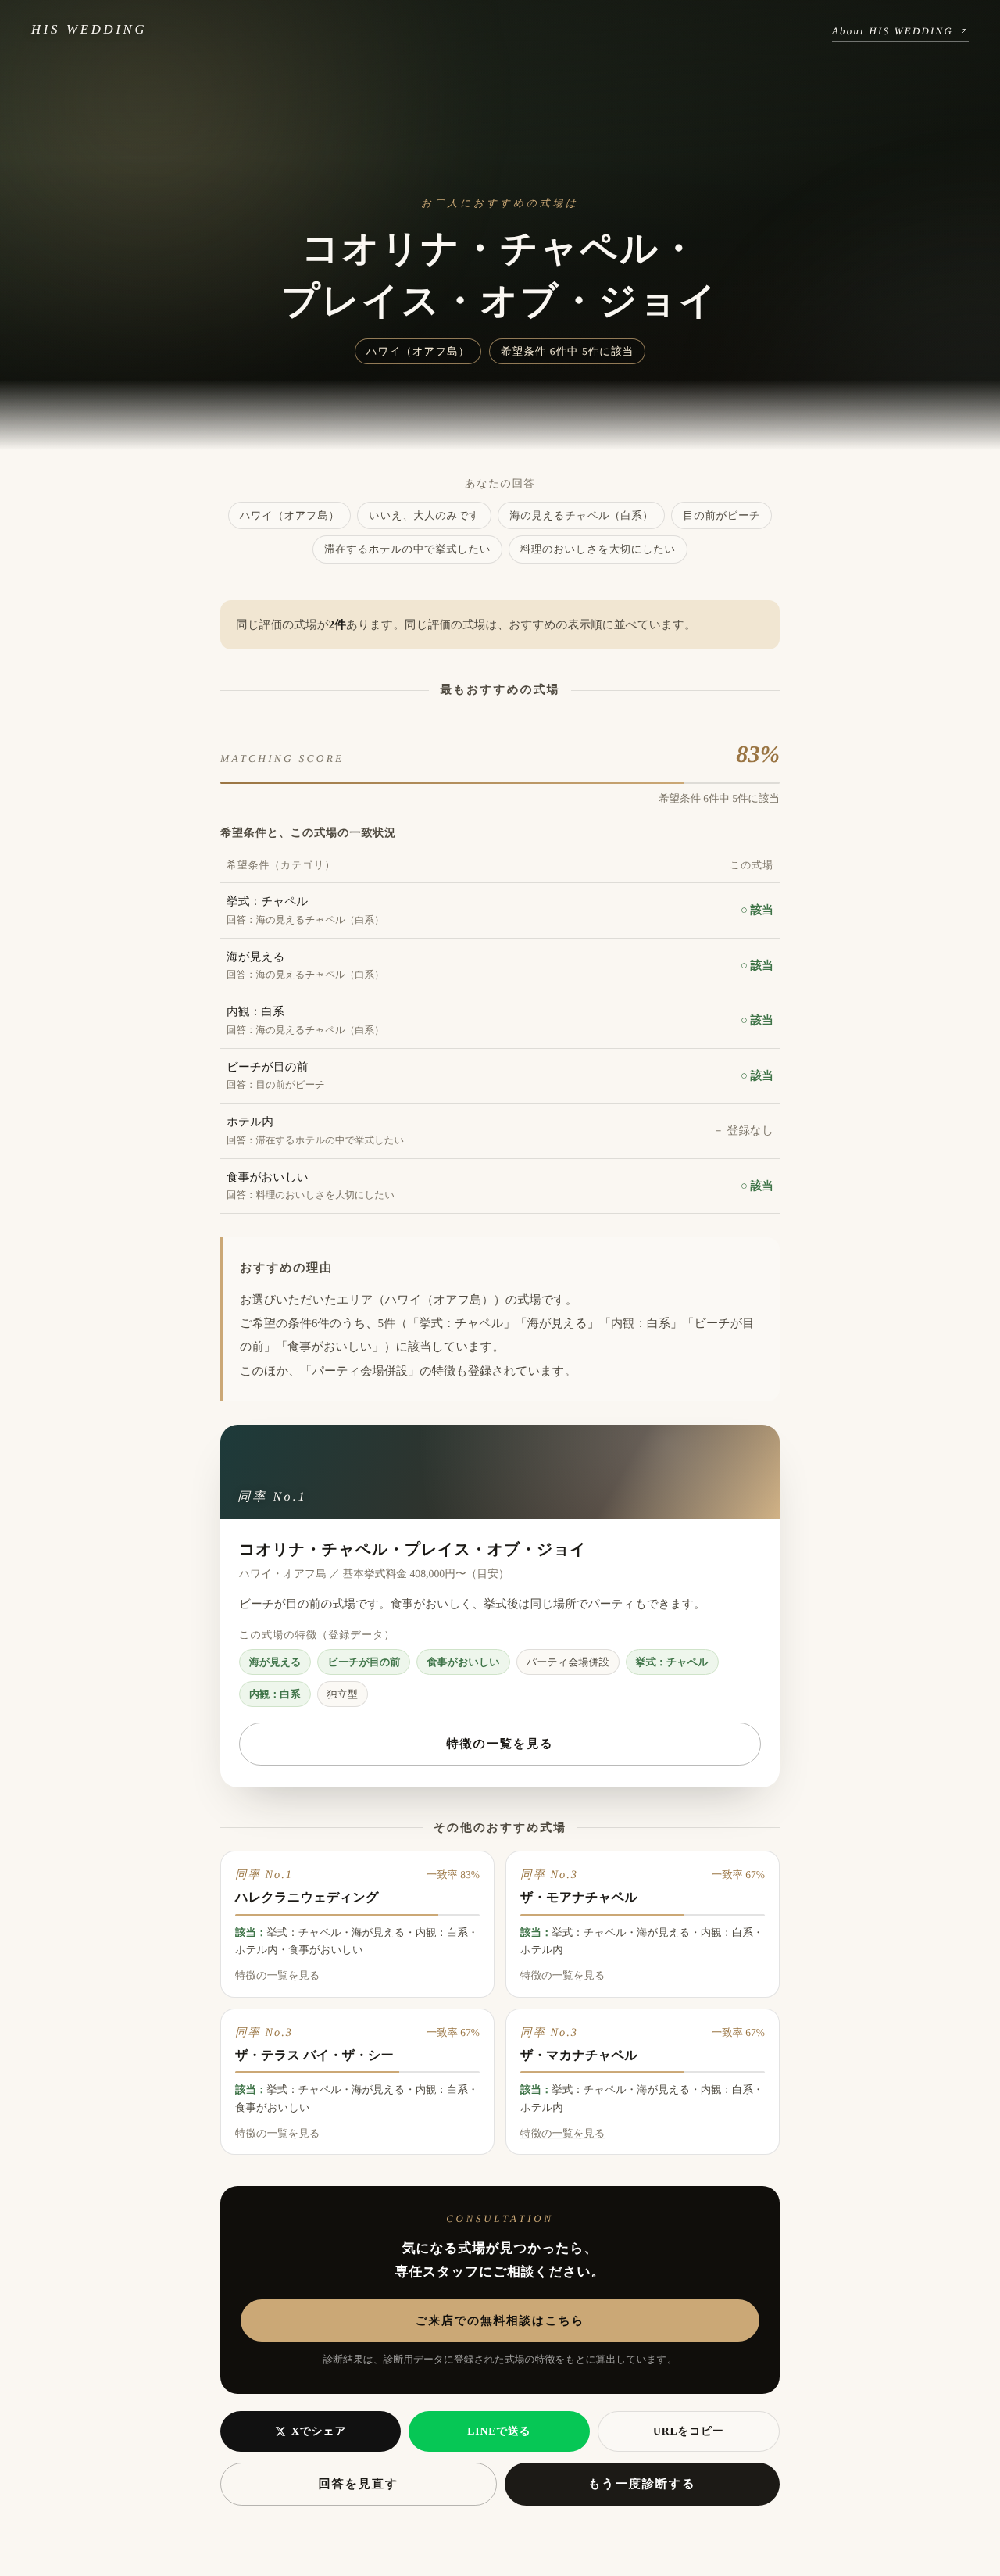 HIS WEDDING
About HIS WEDDING ↗
お二人におすすめの式場は
コオリナ・チャペル・
プレイス・オブ・ジョイ
ハワイ（オアフ島） 希望条件 6件中 5件に該当
あなたの回答
ハワイ（オアフ島） いいえ、大人のみです 海の見えるチャペル（白系） 目の前がビーチ
滞在するホテルの中で挙式したい 料理のおいしさを大切にしたい
同じ評価の式場が2件あります。同じ評価の式場は、おすすめの表示順に並べています。
最もおすすめの式場
MATCHING SCORE 83%
希望条件 6件中 5件に該当
希望条件と、この式場の一致状況
希望条件（カテゴリ） この式場
挙式：チャペル
回答：海の見えるチャペル（白系）
○ 該当
海が見える
回答：海の見えるチャペル（白系）
○ 該当
内観：白系
回答：海の見えるチャペル（白系）
○ 該当
ビーチが目の前
回答：目の前がビーチ
○ 該当
ホテル内
回答：滞在するホテルの中で挙式したい
− 登録なし
食事がおいしい
回答：料理のおいしさを大切にしたい
○ 該当
おすすめの理由
お選びいただいたエリア（ハワイ（オアフ島））の式場です。
ご希望の条件6件のうち、5件（「挙式：チャペル」「海が見える」「内観：白系」「ビーチが目
の前」「食事がおいしい」）に該当しています。
このほか、「パーティ会場併設」の特徴も登録されています。
同率 No.1
コオリナ・チャペル・プレイス・オブ・ジョイ
ハワイ・オアフ島 ／ 基本挙式料金 408,000円〜（目安）
ビーチが目の前の式場です。食事がおいしく、挙式後は同じ場所でパーティもできます。
この式場の特徴（登録データ）
海が見える ビーチが目の前 食事がおいしい パーティ会場併設 挙式：チャペル
内観：白系 独立型
特徴の一覧を見る
その他のおすすめ式場
同率 No.1 一致率 83%
ハレクラニウェディング
該当：挙式：チャペル・海が見える・内観：白系・
ホテル内・食事がおいしい
特徴の一覧を見る
同率 No.3 一致率 67%
ザ・モアナチャペル
該当：挙式：チャペル・海が見える・内観：白系・
ホテル内
特徴の一覧を見る
同率 No.3 一致率 67%
ザ・テラス バイ・ザ・シー
該当：挙式：チャペル・海が見える・内観：白系・
食事がおいしい
特徴の一覧を見る
同率 No.3 一致率 67%
ザ・マカナチャペル
該当：挙式：チャペル・海が見える・内観：白系・
ホテル内
特徴の一覧を見る
CONSULTATION
気になる式場が見つかったら、
専任スタッフにご相談ください。
ご来店での無料相談はこちら
診断結果は、診断用データに登録された式場の特徴をもとに算出しています。
𝕏 Xでシェア LINEで送る URLをコピー
回答を見直す もう一度診断する